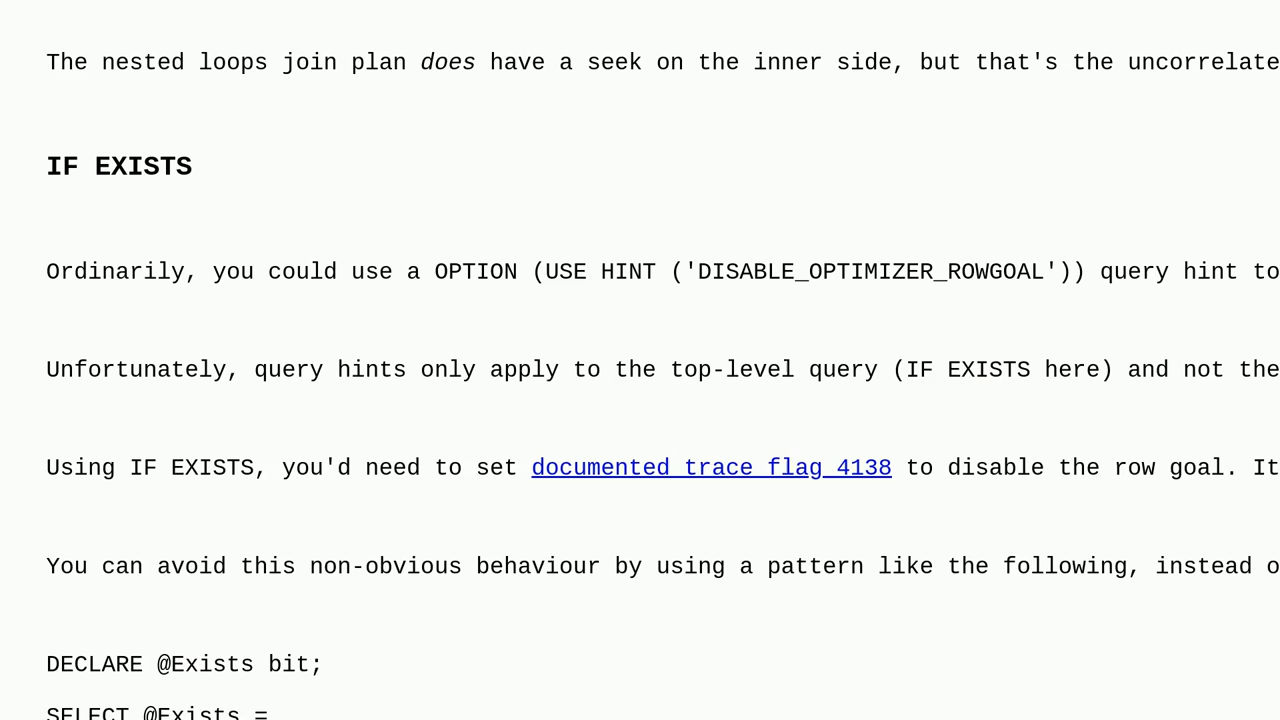 The nested loops join plan does have a seek on the inner side, but that's the uncorrelate
IF EXISTS
Ordinarily, you could use a OPTION (USE HINT ('DISABLE_OPTIMIZER_ROWGOAL')) query hint to
Unfortunately, query hints only apply to the top-level query (IF EXISTS here) and not the
Using IF EXISTS, you'd need to set documented trace flag 4138 to disable the row goal. It
You can avoid this non-obvious behaviour by using a pattern like the following, instead o
DECLARE @Exists bit;
SELECT @Exists =